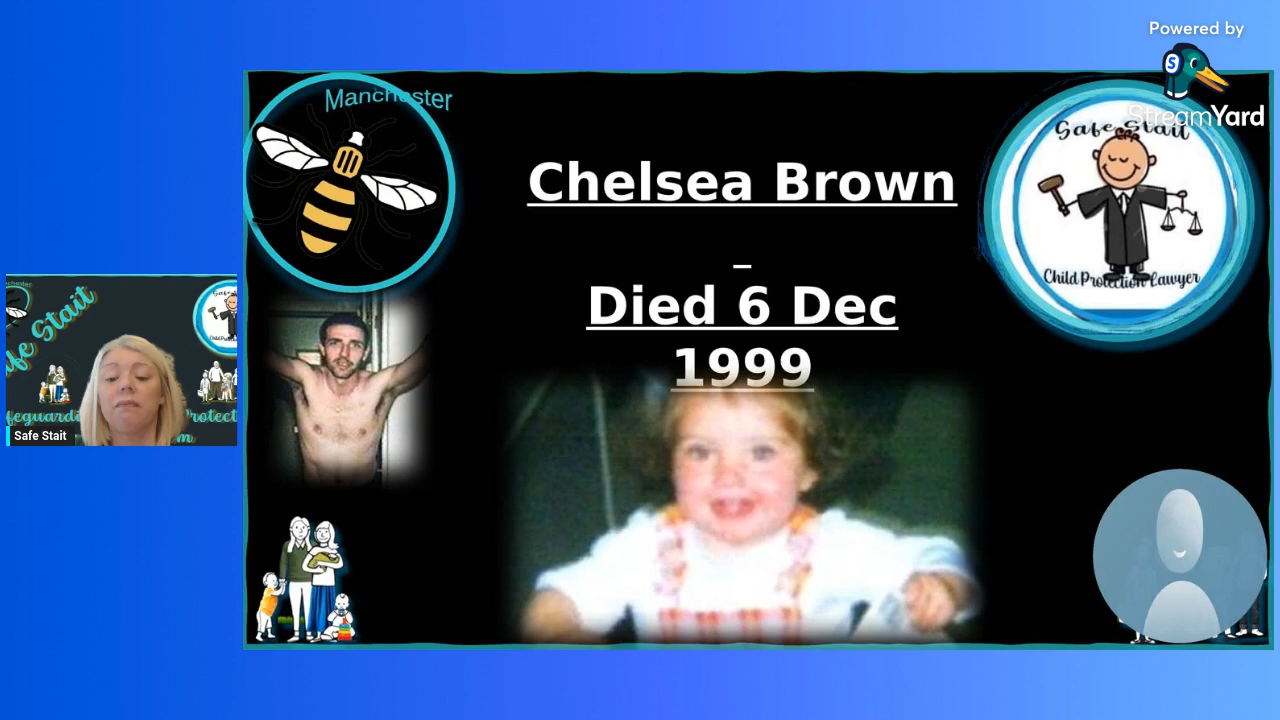 Powered by
StreamYard
Manchester
Safe Stait
Chelsea Brown
–
Died 6 Dec
1999
Child Protection Lawyer
Safe Stait